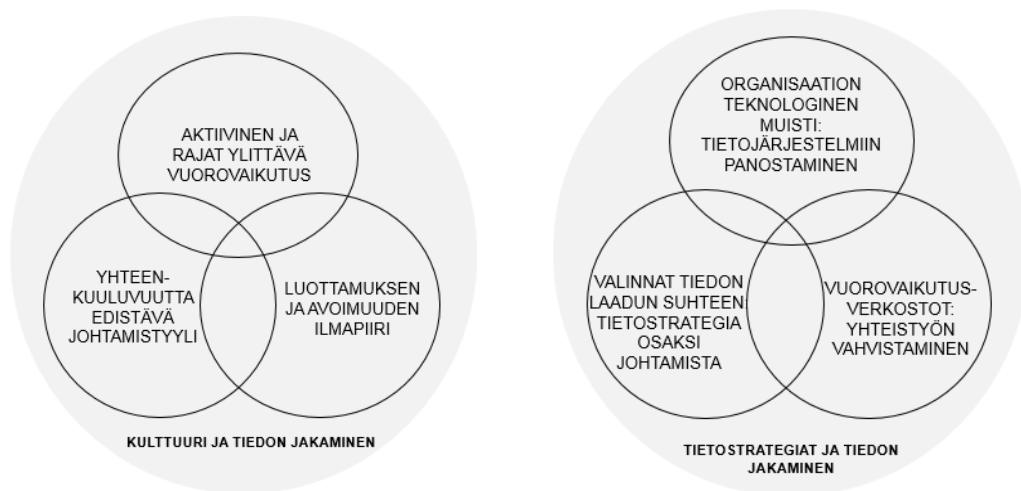 AKTIIVINEN JA
RAJAT YLITTÄVÄ
VUOROVAIKUTUS
YHTEEN-
KUULUVUUTTA
EDISTÄVÄ
JOHTAMISTYYLI
LUOTTAMUKSEN
JA AVOIMUUDEN
ILMAPIIRI
KULTTUURI JA TIEDON JAKAMINEN
ORGANISAATION
TEKNOLOGINEN
MUISTI:
TIETOJÄRJESTELMIIN
PANOSTAMINEN
VALINNAT TIEDON
LAADUN SUHTEEN:
TIETOSTRATEGIA
OSAKSI
JOHTAMISTA
VUOROVAIKUTUS-
VERKOSTOT:
YHTEISTYÖN
VAHVISTAMINEN
TIETOSTRATEGIAT JA TIEDON
JAKAMINEN